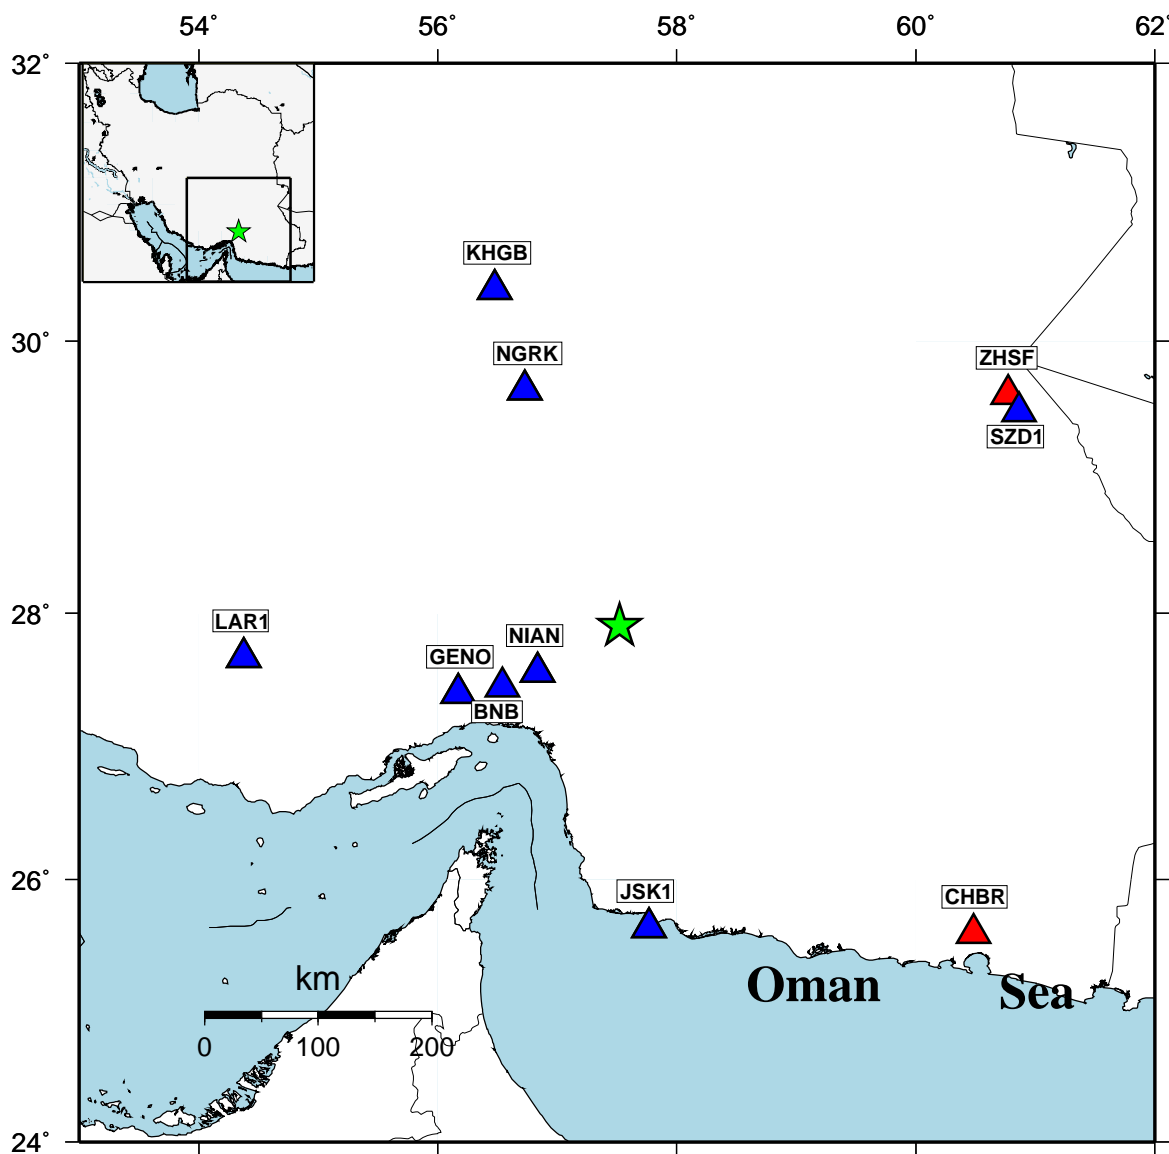 54° 56° 58° 60° 62°
32°
KHGB
30°
NGRK
ZHSF
SZD1
28°
LAR1
NIAN
GENO
BNB
26°
JSK1
CHBR
km
Oman Sea
0 100 200
24°